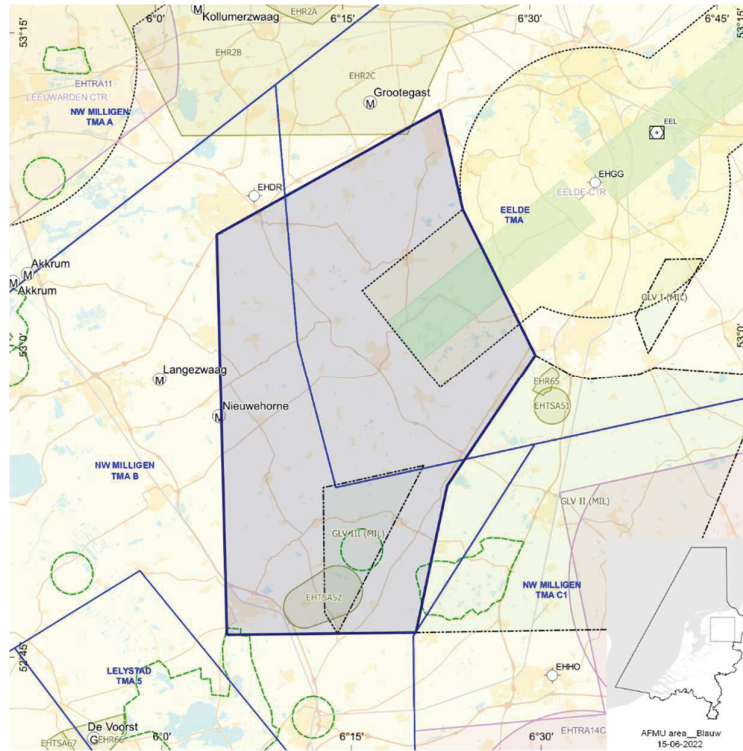 6°0'
6°15'
6°30'
6°45'
53°15'
53°15'
Kollumerzwaag
EHR2A
EHR2B
EHR2C
EHTRA11
LEEUWARDEN CTR
NW MILLIGEN
TMA A
Grootegast
EEL
EHDR
EHGG
EELDE CTR
EELDE
TMA
Akkrum
Akkrum
GLV I (MIL)
53°0'
53°0'
Langezwaag
EHR65
EHTSA51
Nieuwehorne
NW MILLIGEN
TMA B
GLV II (MIL)
GLV III (MIL)
NW MILLIGEN
TMA C1
EHTSA52
52°45'
LELYSTAD
TMA 5
EHHO
De Voorst
EHR66
EHTSA67
EHTRA14C
6°0'
6°15'
6°30'
AFMU area__Blauw
15-06-2022